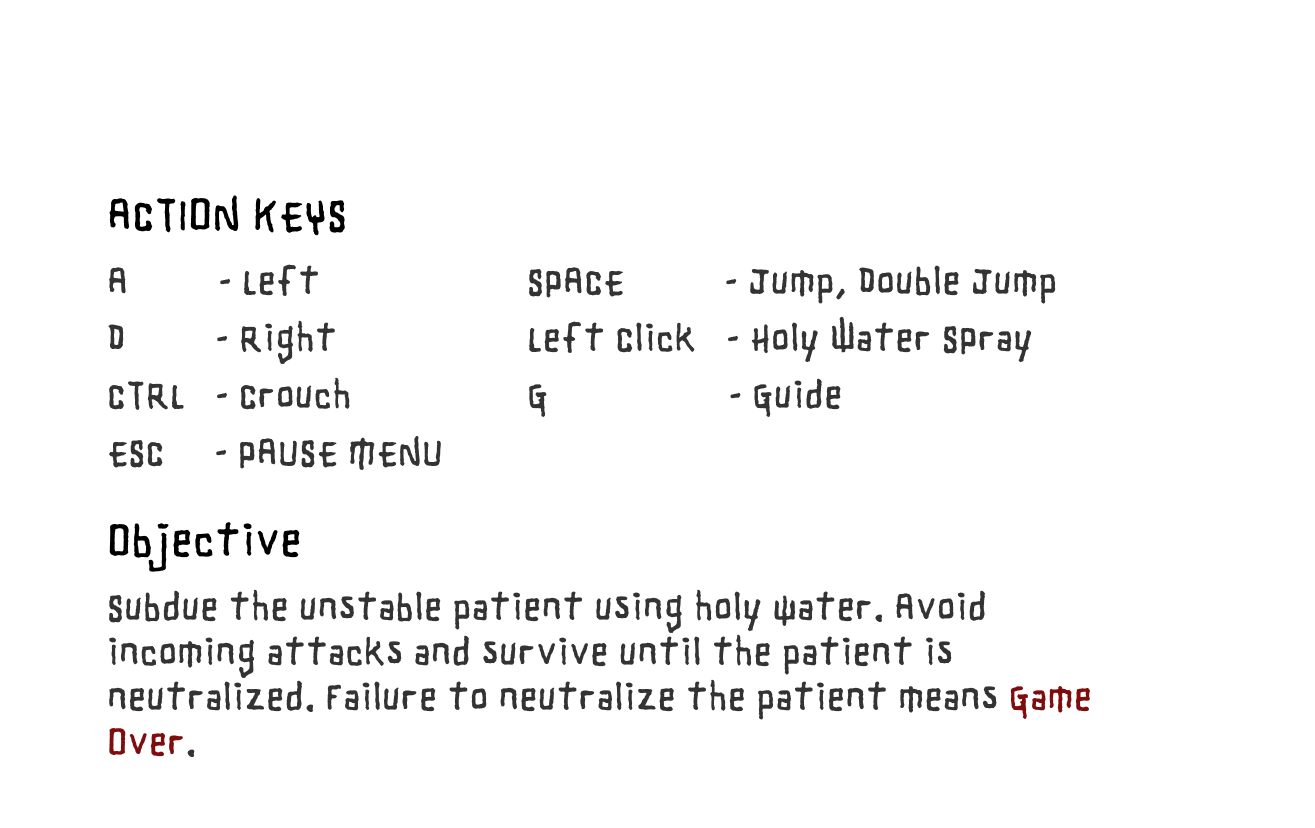 ACTION KEYS
A - Left SPACE - Jump, Double Jump
D - Right Left Click - Holy Water Spray
CTRL - Crouch G - Guide
ESC - PAUSE MENU
Objective
Subdue the unstable patient using holy water. Avoid
incoming attacks and survive until the patient is
neutralized. Failure to neutralize the patient means Game
Over.